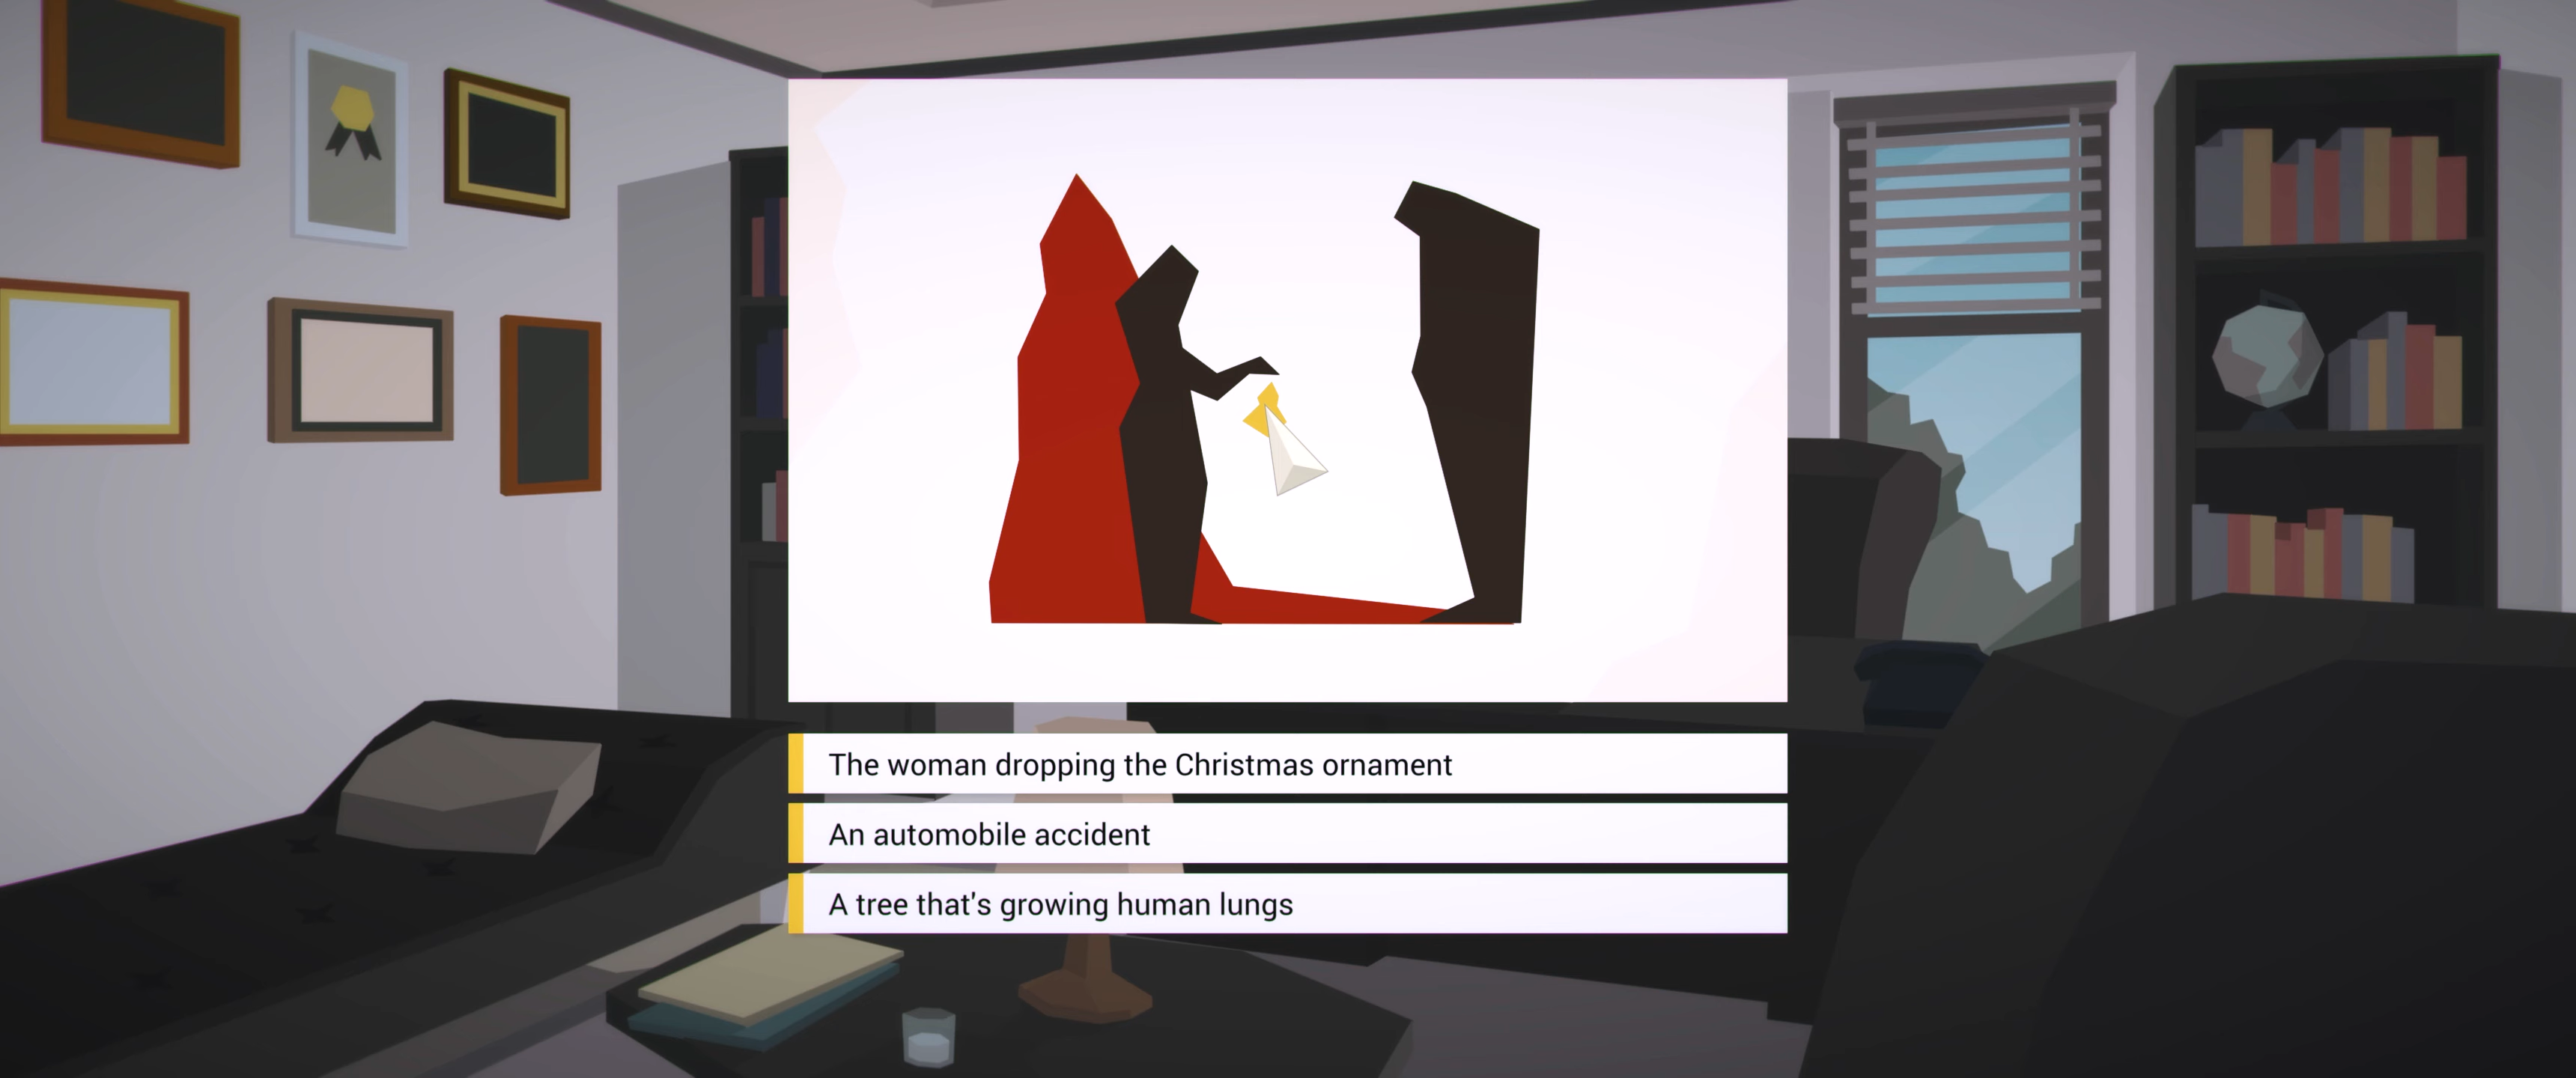 The woman dropping the Christmas ornament
An automobile accident
A tree that's growing human lungs